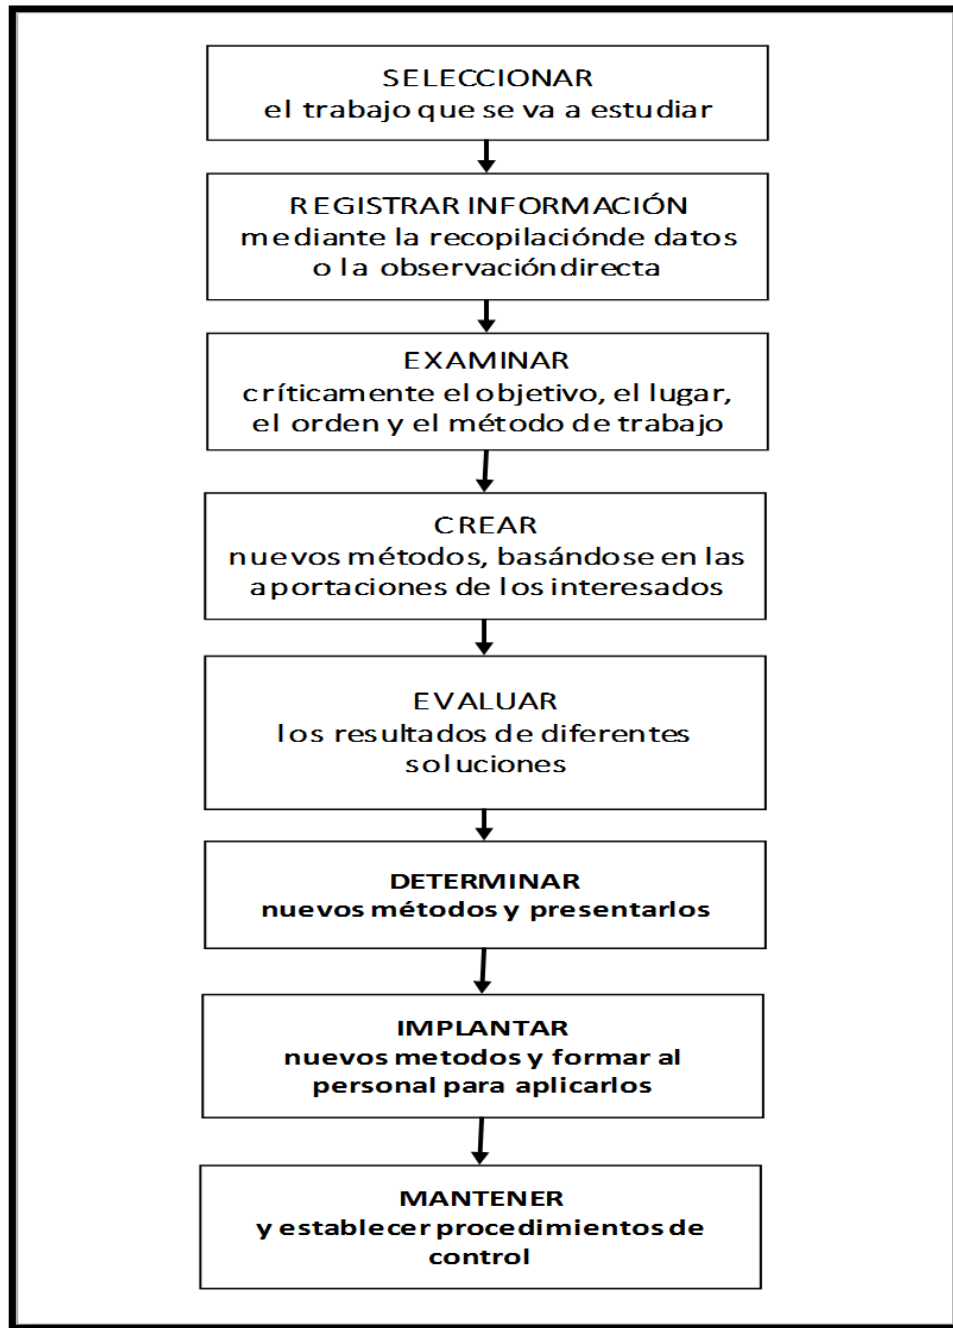 SELECCIONAR
el trabajo que se va a estudiar
REGISTRAR INFORMACIÓN
mediante la recopilaciónde datos
o la observación directa
EXAMINAR
críticamente el objetivo, el lugar,
el orden y el método de trabajo
CREAR
nuevos métodos, basándose en las
aportaciones de los interesados
EVALUAR
los resultados de diferentes
soluciones
DETERMINAR
nuevos métodos y presentarlos
IMPLANTAR
nuevos metodos y formar al
personal para aplicarlos
MANTENER
y establecer procedimientos de
control